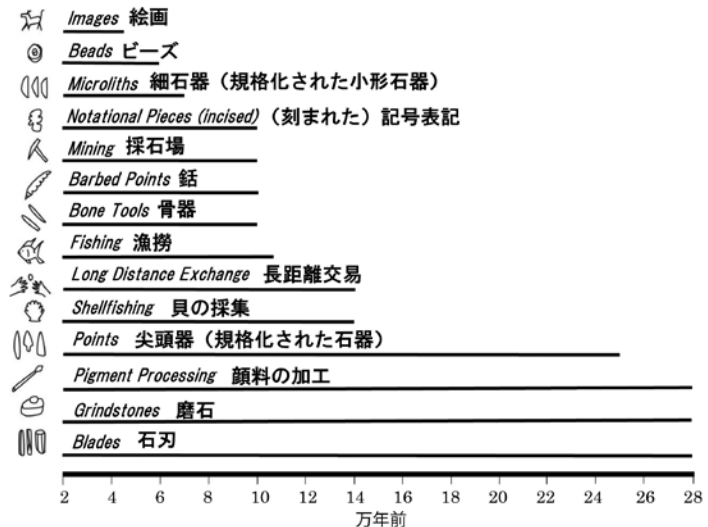 Images 絵画
Beads ビーズ
Microliths 細石器（規格化された小形石器）
Notational Pieces (incised)（刻まれた）記号表記
Mining 採石場
Barbed Points 銛
Bone Tools 骨器
Fishing 漁撈
Long Distance Exchange 長距離交易
Shellfishing 貝の採集
Points 尖頭器（規格化された石器）
Pigment Processing 顔料の加工
Grindstones 磨石
Blades 石刃
2 4 6 8 10 12 14 16 18 20 22 24 26 28
万年前